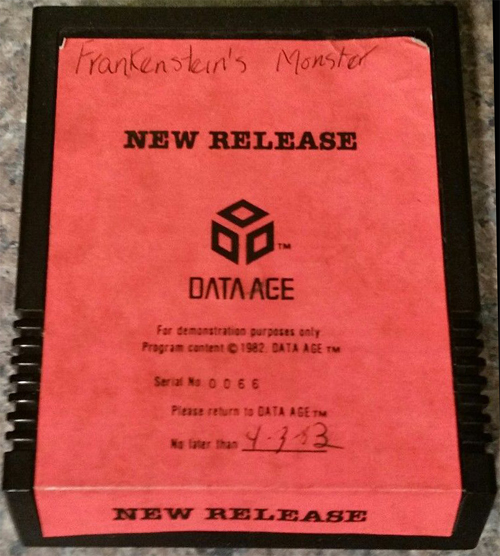 Frankenstein's Monster
NEW RELEASE
TM
DATA AGE
For demonstration purposes only
Program content © 1982, DATA AGE TM
Serial No. 0066
Please return to DATA AGE TM
No later than 4-3-83
NEW RELEASE